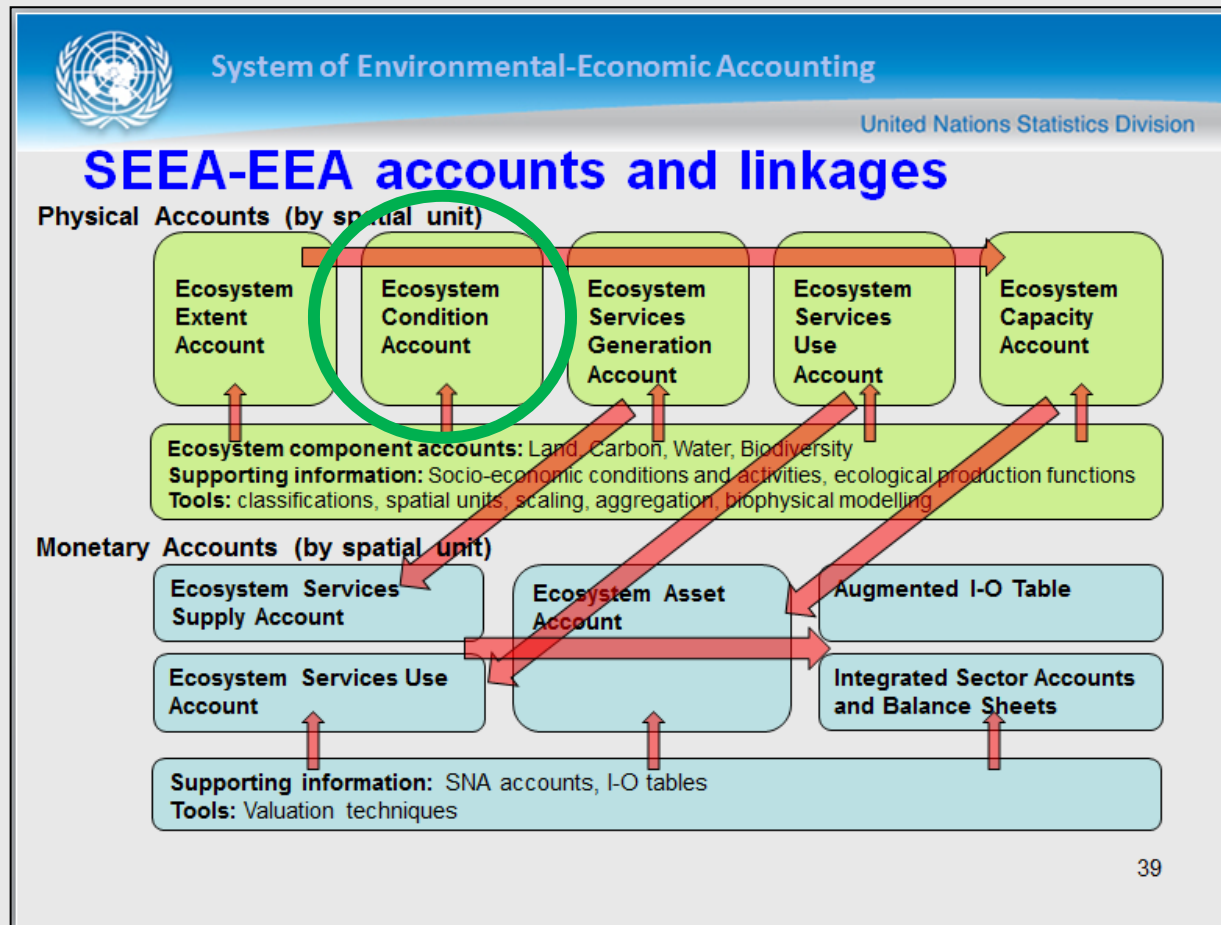 System of Environmental-Economic Accounting
United Nations Statistics Division
SEEA-EEA accounts and linkages
Physical Accounts (by spatial unit)
Ecosystem
Extent
Account
Ecosystem
Condition
Account
Ecosystem
Services
Generation
Account
Ecosystem
Services
Use
Account
Ecosystem
Capacity
Account
Ecosystem component accounts: Land, Carbon, Water, Biodiversity
Supporting information: Socio-economic conditions and activities, ecological production functions
Tools: classifications, spatial units, scaling, aggregation, biophysical modelling
Monetary Accounts (by spatial unit)
Ecosystem Services
Supply Account
Ecosystem Services Use
Account
Ecosystem Asset
Account
Augmented I-O Table
Integrated Sector Accounts
and Balance Sheets
Supporting information: SNA accounts, I-O tables
Tools: Valuation techniques
39